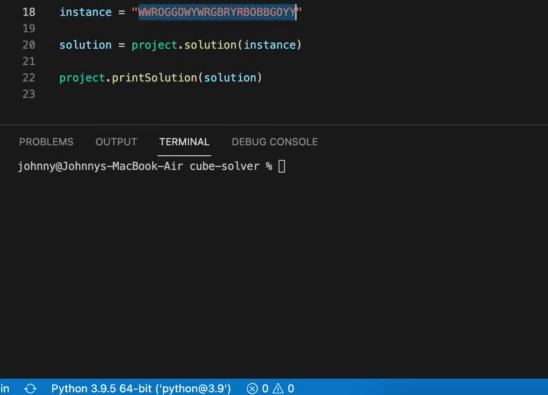 18 instance = "WWROGGOWYWRGBRYRBOBBGOYY"
19
20 solution = project.solution(instance)
21
22 project.printSolution(solution)
23
PROBLEMS OUTPUT TERMINAL DEBUG CONSOLE
johnny@Johnnys-MacBook-Air cube-solver %
in Python 3.9.5 64-bit ('python@3.9') 0 0